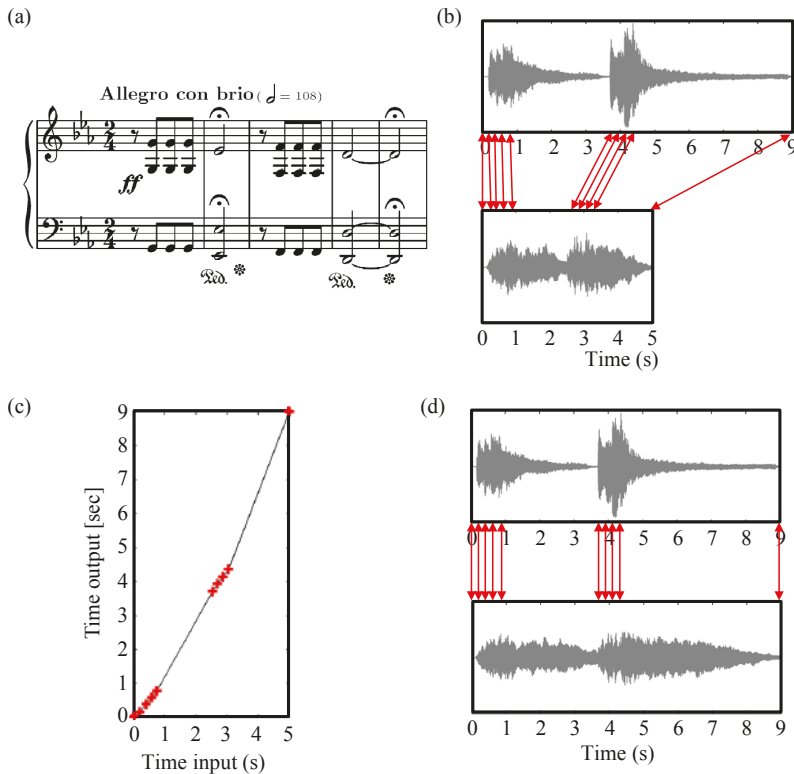 (a)
Allegro con brio ( = 108)
2
4
ff
2
4
Ped.
Ped.
(b)
0 1 2 3 4 5 6 7 8 9
0 1 2 3 4 5
Time (s)
(c)
9
8
7
6
5
4
3
2
1
0
Time output [sec]
0 1 2 3 4 5
Time input (s)
(d)
0 1 2 3 4 5 6 7 8 9
0 1 2 3 4 5 6 7 8 9
Time (s)